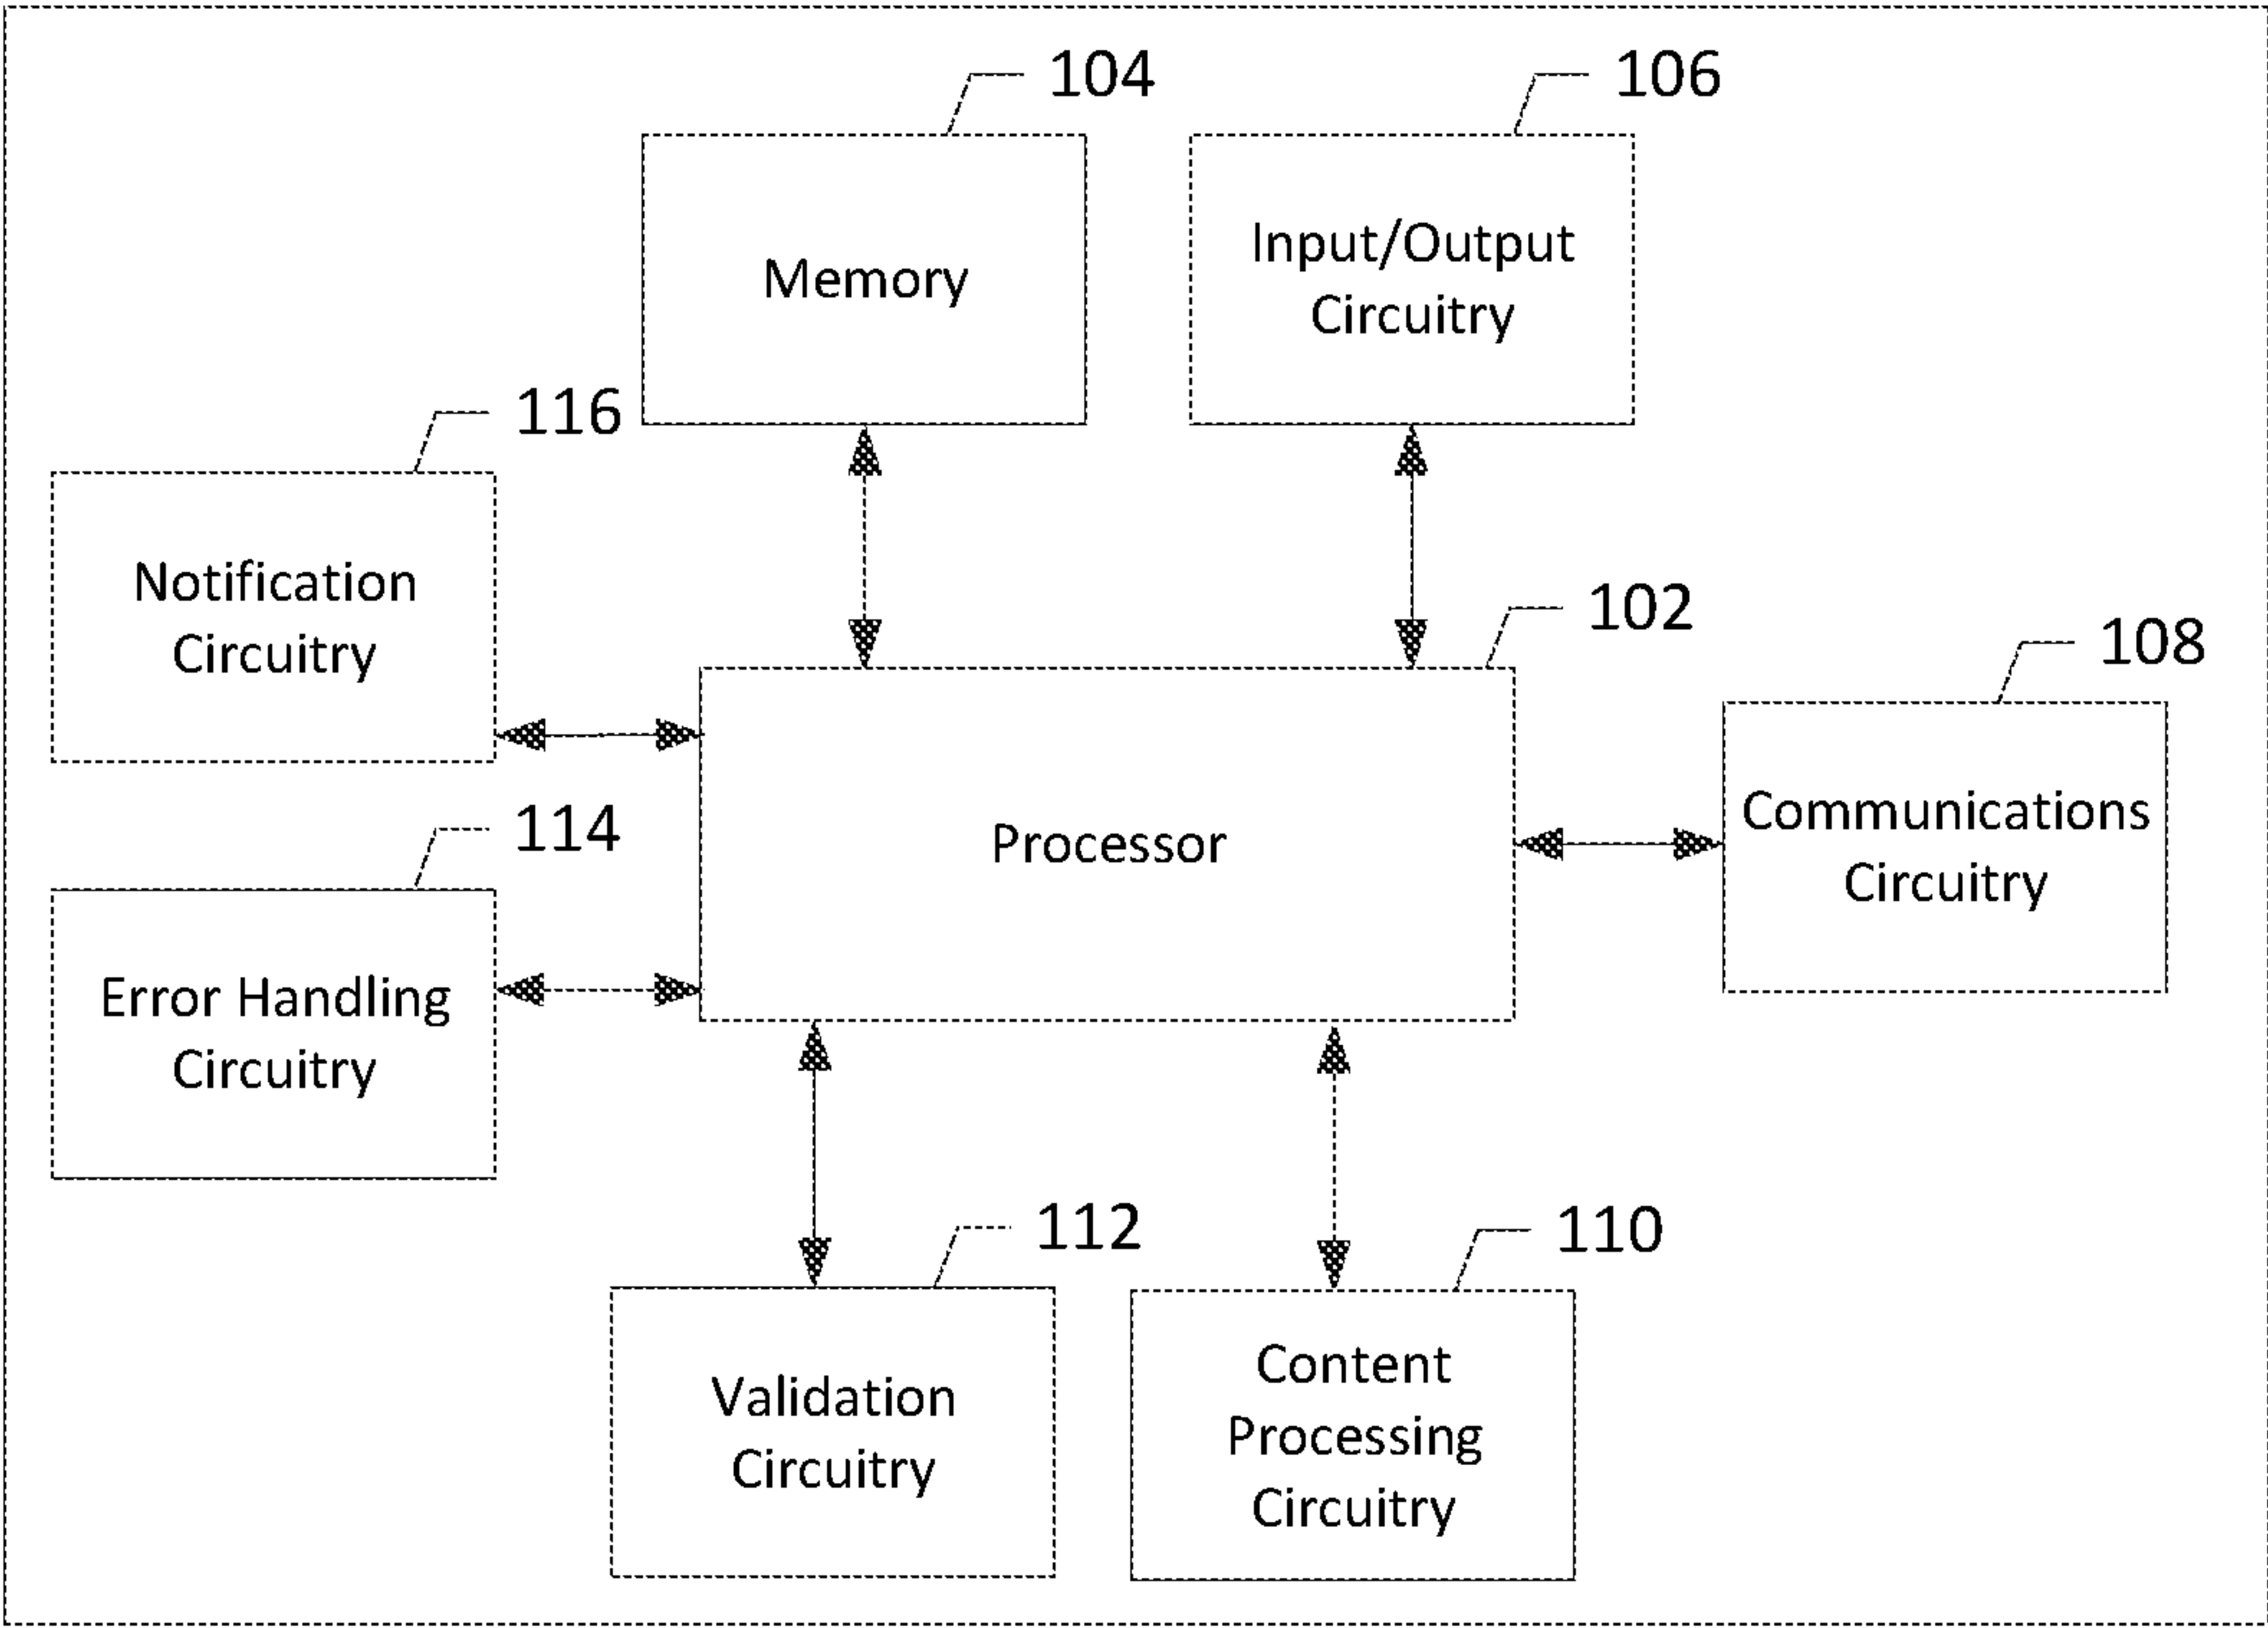 104
106
Memory
Input/Output
Circuitry
116
Notification
Circuitry
102
108
Processor
Communications
Circuitry
114
Error Handling
Circuitry
112
110
Validation
Circuitry
Content
Processing
Circuitry